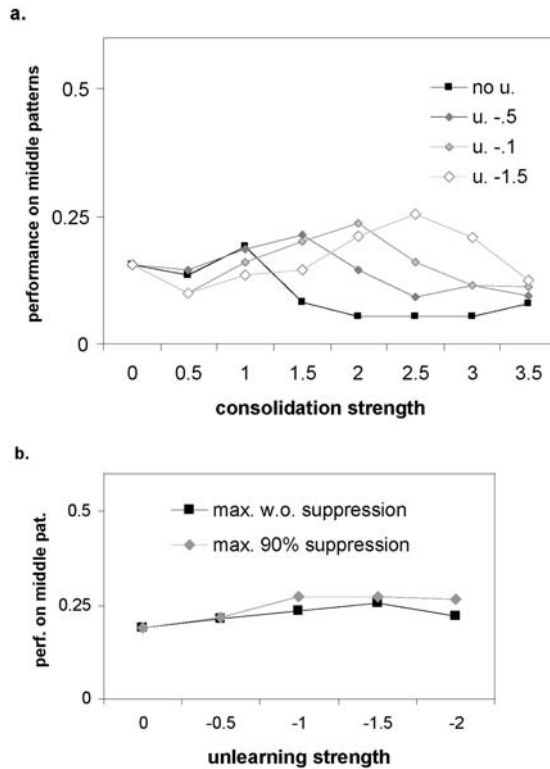 a.
performance on middle patterns
0.5
0.25
0
no u.
u. -.5
u. -.1
u. -1.5
0 0.5 1 1.5 2 2.5 3 3.5
consolidation strength
b.
perf. on middle pat.
0.5
0.25
0
max. w.o. suppression
max. 90% suppression
0 -0.5 -1 -1.5 -2
unlearning strength